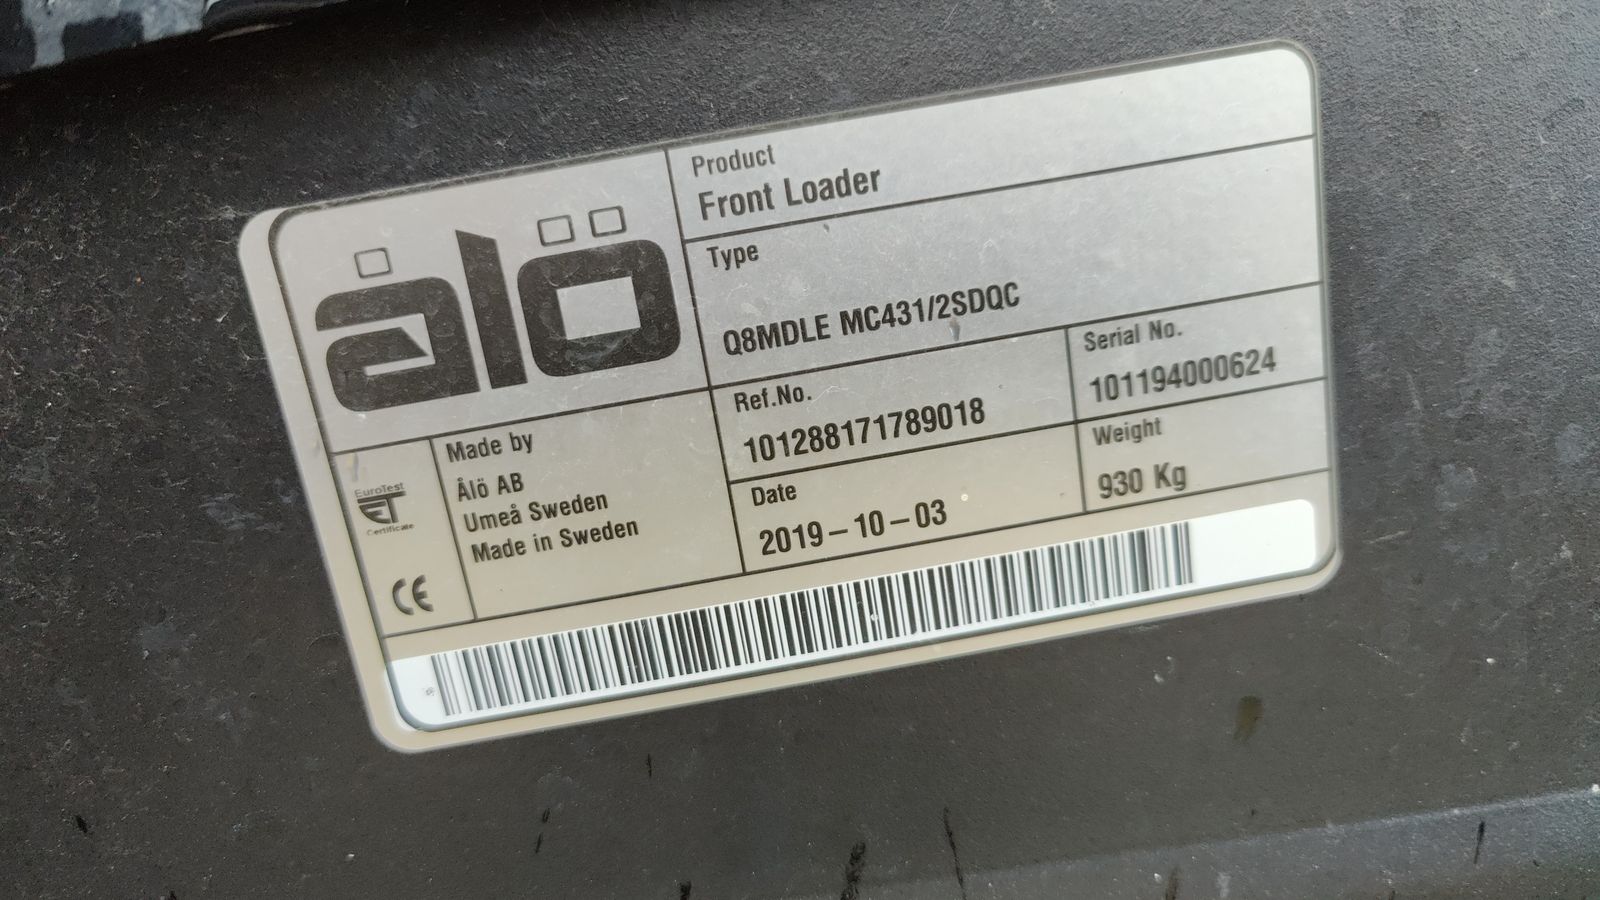 ålö
Product
Front Loader
Type
Q8MDLE MC431/2SDQC
Ref.No.
101288171789018
Serial No.
101194000624
Date
2019-10-03
Weight
930 Kg
Made by
Ålö AB
Umeå Sweden
Made in Sweden
EuroTest
ET
Certificate
CE